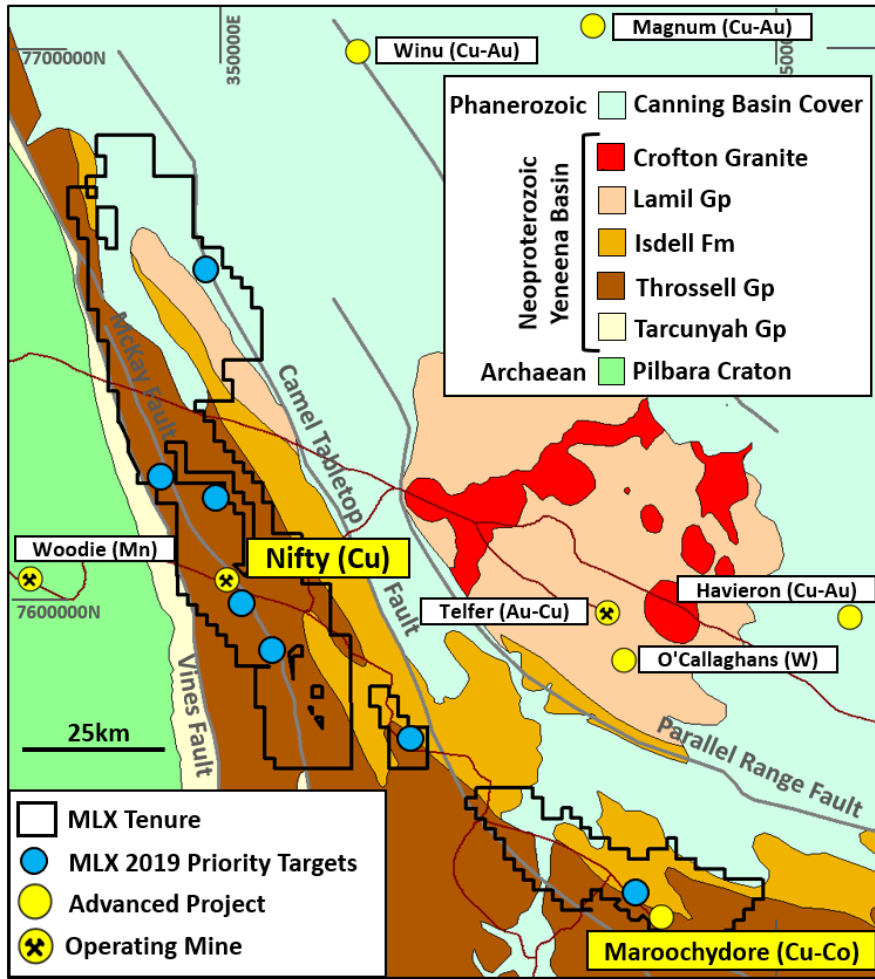 Magnum (Cu-Au)
Winu (Cu-Au)
7700000N
350000E
Phanerozoic
Canning Basin Cover
Neoproterozoic
Yeneena Basin
Crofton Granite
Lamil Gp
Isdell Fm
Throssell Gp
Tarcunyah Gp
Archaean
Pilbara Craton
McKay Fault
Camel Tabletop
Fault
Woodie (Mn)
Nifty (Cu)
7600000N
Telfer (Au-Cu)
Havieron (Cu-Au)
O'Callaghans (W)
Vines Fault
Parallel Range Fault
25km
MLX Tenure
MLX 2019 Priority Targets
Advanced Project
Operating Mine
Maroochydore (Cu-Co)